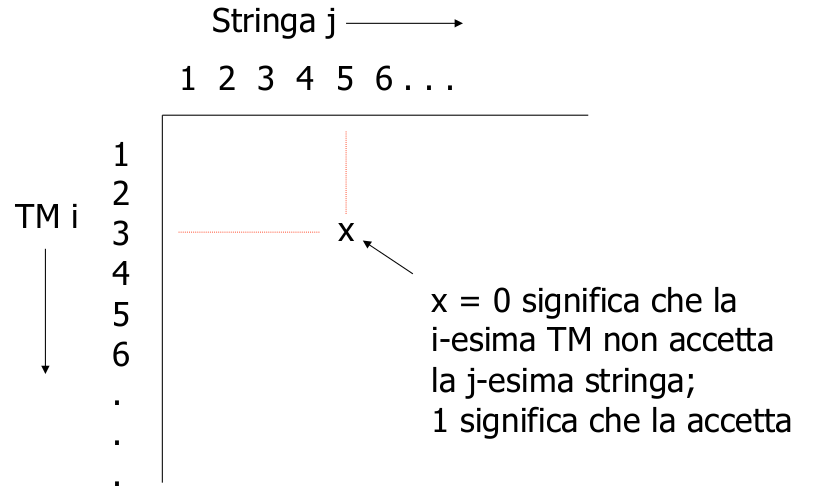 Stringa j
1 2 3 4 5 6 . . .
1
2
TM i
3
x
4
5
6
.
.
.
x = 0 significa che la
i-esima TM non accetta
la j-esima stringa;
1 significa che la accetta